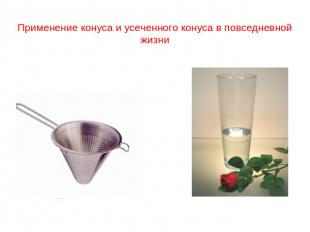 Применение конуса и усеченного конуса в повседневной
жизни